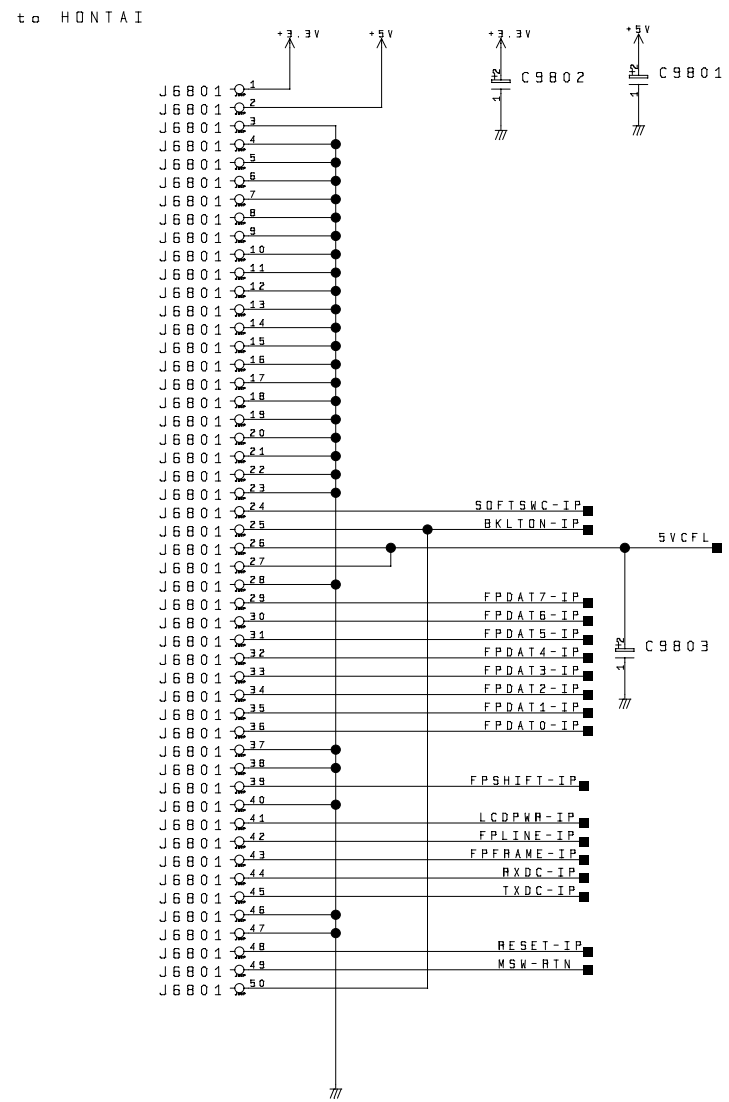 to HONTAI
+3.3V +5V +3.3V +5V
2 C9802 2 C9801
1 1
J6801 1
J6801 2
J6801 3
J6801 4
J6801 5
J6801 6
J6801 7
J6801 8
J6801 9
J6801 10
J6801 11
J6801 12
J6801 13
J6801 14
J6801 15
J6801 16
J6801 17
J6801 18
J6801 19
J6801 20
J6801 21
J6801 22
J6801 23
J6801 24 SOFTSWC-IP
J6801 25 BKLTON-IP
J6801 26 5VCFL
J6801 27
J6801 28
J6801 29 FPDAT7-IP
J6801 30 FPDAT6-IP
J6801 31 FPDAT5-IP
J6801 32 FPDAT4-IP 2 C9803
J6801 33 FPDAT3-IP 1
J6801 34 FPDAT2-IP
J6801 35 FPDAT1-IP
J6801 36 FPDAT0-IP
J6801 37
J6801 38
J6801 39 FPSHIFT-IP
J6801 40
J6801 41 LCDPWR-IP
J6801 42 FPLINE-IP
J6801 43 FPFRAME-IP
J6801 44 RXDC-IP
J6801 45 TXDC-IP
J6801 46
J6801 47
J6801 48 RESET-IP
J6801 49 MSW-RTN
J6801 50